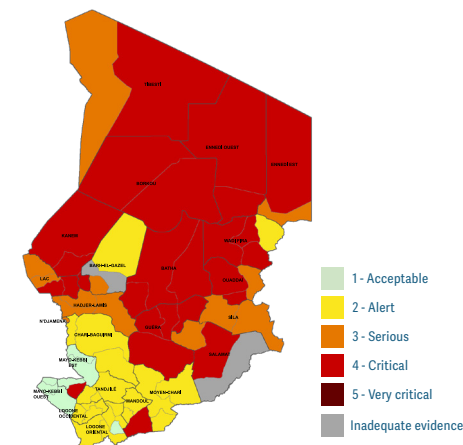 TIBESTI
ENNEDI OUEST
ENNEDI EST
BORKOU
KANEM
WADI FIRA
BARH-EL-GAZEL
BATHA
LAC
OUADDAI
HADJER-LAMIS
SILA
N'DJAMENA
GUERA
CHARI-BAGUIRMI
SALAMAT
MAYO-KEBBI
EST
MAYO-KEBBI
OUEST
TANDJILÉ
MOYEN-CHARI
MANDOUL
LOGONE
OCCIDENTAL
LOGONE
ORIENTAL
1 - Acceptable
2 - Alert
3 - Serious
4 - Critical
5 - Very critical
Inadequate evidence